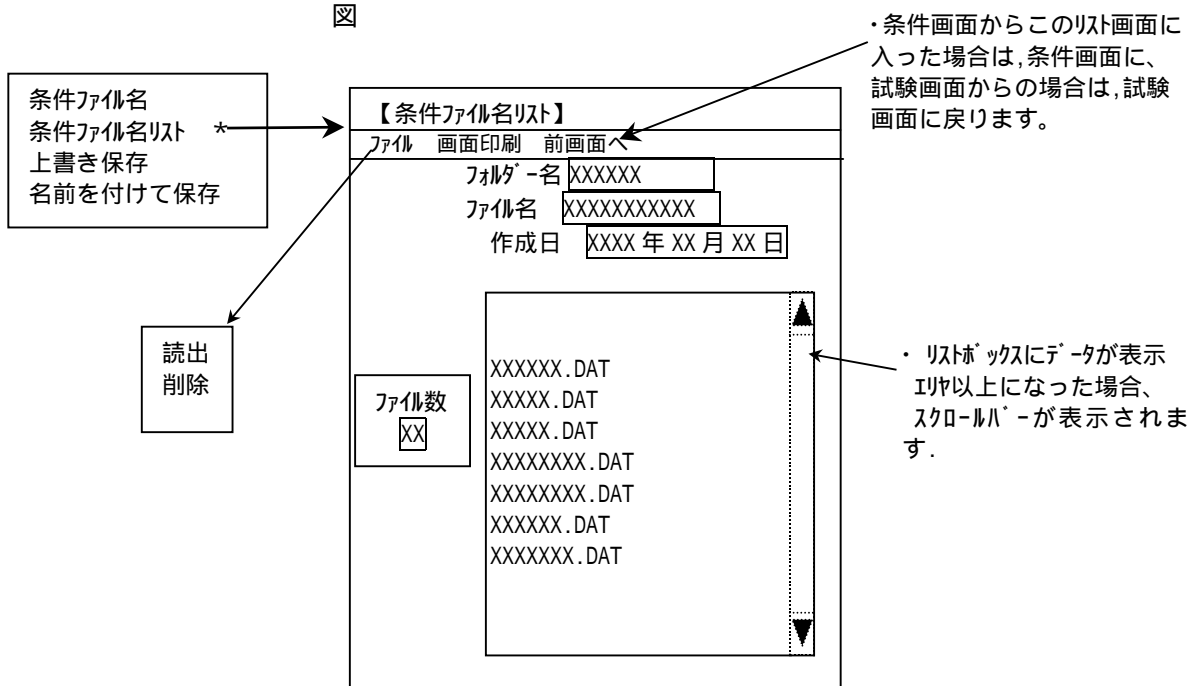 図
・条件画面からこのﾘｽﾄ画面に
入った場合は,条件画面に、
試験画面からの場合は,試験
画面に戻ります。
条件ﾌｧｲﾙ名
条件ﾌｧｲﾙ名ﾘｽﾄ *
上書き保存
名前を付けて保存
【条件ﾌｧｲﾙ名ﾘｽﾄ】
ﾌｧｲﾙ 画面印刷 前画面へ
ﾌｫﾙﾀﾞｰ名 XXXXXX
ﾌｧｲﾙ名 XXXXXXXXXXX
作成日 XXXX 年 XX 月 XX 日
読出
削除
ﾌｧｲﾙ数
XX
XXXXXX.DAT
XXXXX.DAT
XXXXX.DAT
XXXXXXXX.DAT
XXXXXXXX.DAT
XXXXXX.DAT
XXXXXXX.DAT
・ ﾘｽﾄﾎﾞｯｸｽにﾃﾞｰﾀが表示
ｴﾘﾔ以上になった場合、
ｽｸﾛｰﾙﾊﾞｰが表示されま
す.